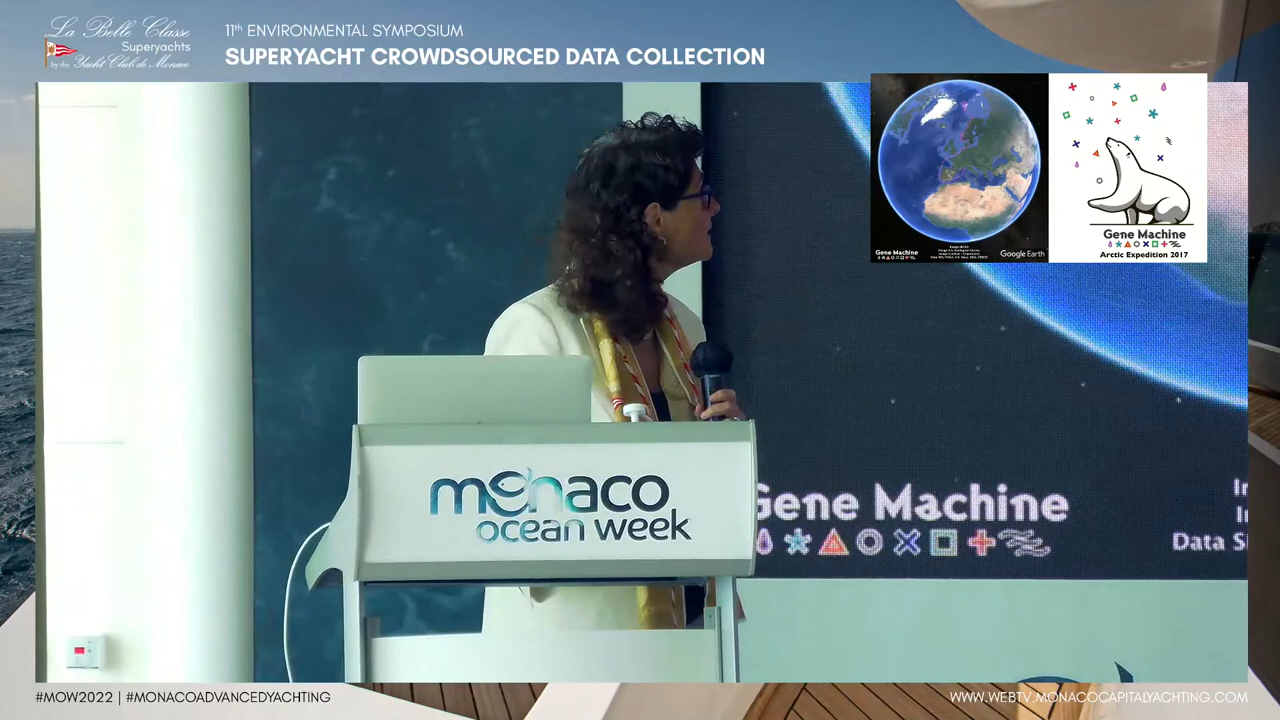 La Belle Classe
Superyachts
by the Yacht Club de Monaco
11th ENVIRONMENTAL SYMPOSIUM
SUPERYACHT CROWDSOURCED DATA COLLECTION
Gene Machine
Google Earth
Gene Machine
Arctic Expedition 2017
monaco
ocean week
Gene Machine
Data
#MOW2022 | #MONACOADVANCEDYACHTING
WWW.WEBTV.MONACOCAPITALYACHTING.COM